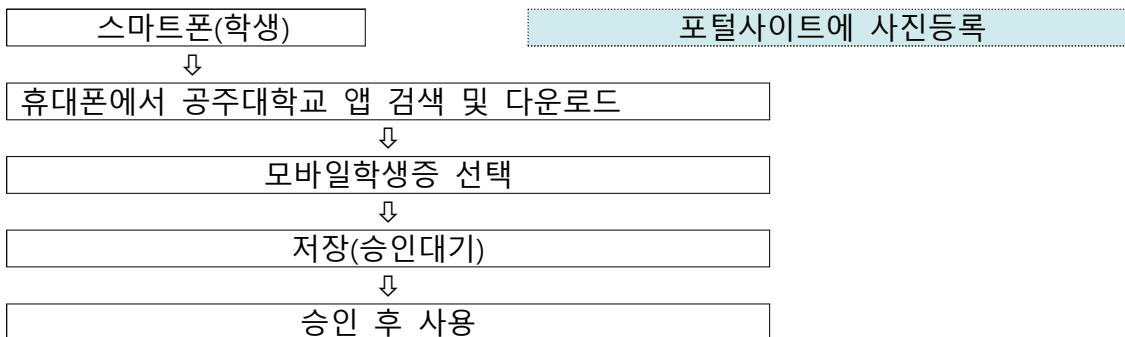 스마트폰(학생)
포털사이트에 사진등록
⇩
휴대폰에서 공주대학교 앱 검색 및 다운로드
⇩
모바일학생증 선택
⇩
저장(승인대기)
⇩
승인 후 사용